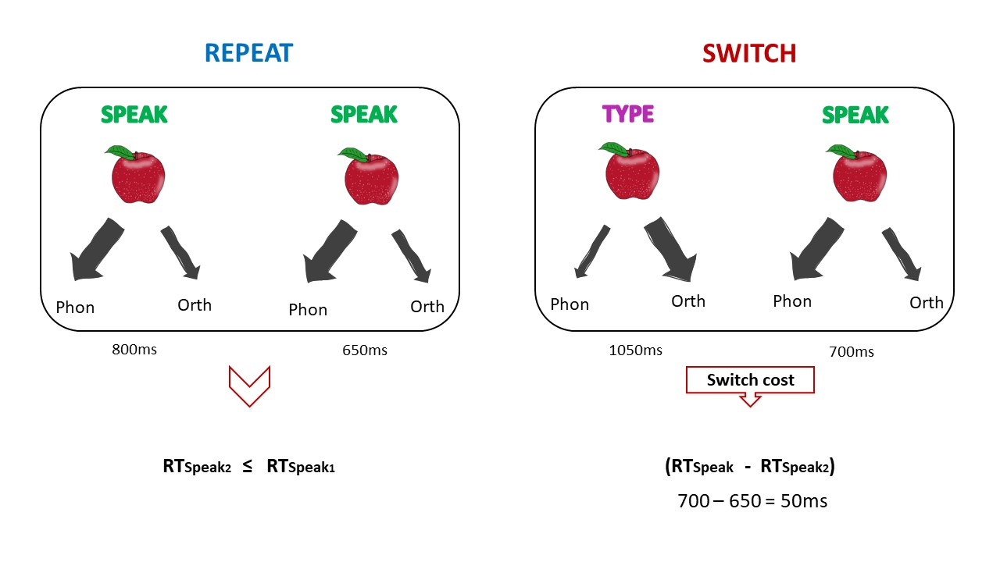 REPEAT
SPEAK SPEAK
Phon Orth Phon Orth
800ms 650ms
RTSpeak2 ≤ RTSpeak1
SWITCH
TYPE SPEAK
Phon Orth Phon Orth
1050ms 700ms
Switch cost
(RTSpeak - RTSpeak2)
700 – 650 = 50ms